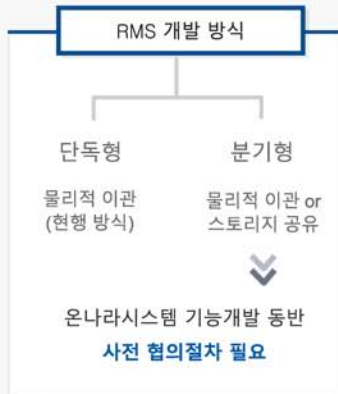 RMS 개발 방식
단독형
물리적 이관
(현행 방식)
분기형
물리적 이관 or
스토리지 공유
온나라시스템 기능개발 동반
사전 협의절차 필요